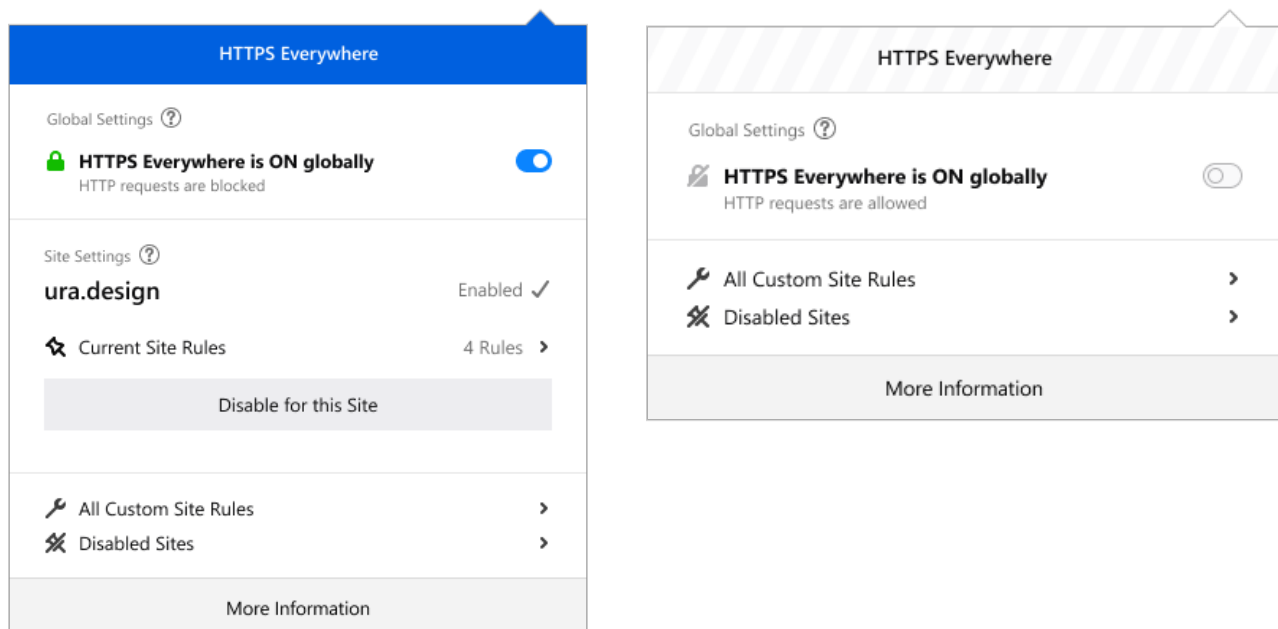 HTTPS Everywhere
Global Settings ?
HTTPS Everywhere is ON globally
HTTP requests are blocked
Site Settings ?
ura.design Enabled
Current Site Rules 4 Rules
Disable for this Site
All Custom Site Rules
Disabled Sites
More Information
HTTPS Everywhere
Global Settings ?
HTTPS Everywhere is ON globally
HTTP requests are allowed
All Custom Site Rules
Disabled Sites
More Information